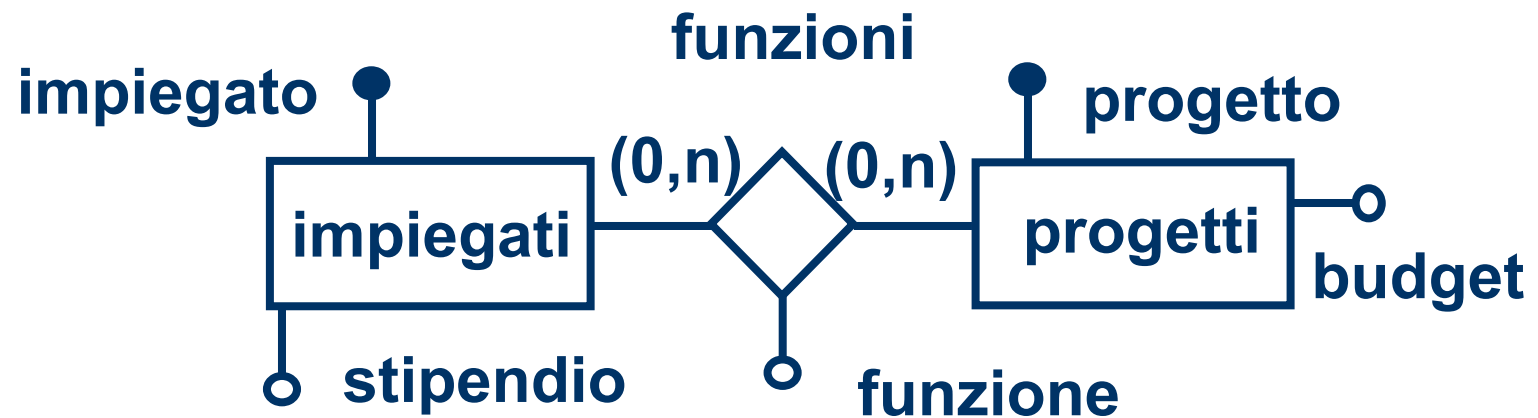 funzioni
impiegato
progetto
(0,n)
(0,n)
impiegati
progetti
budget
stipendio
funzione